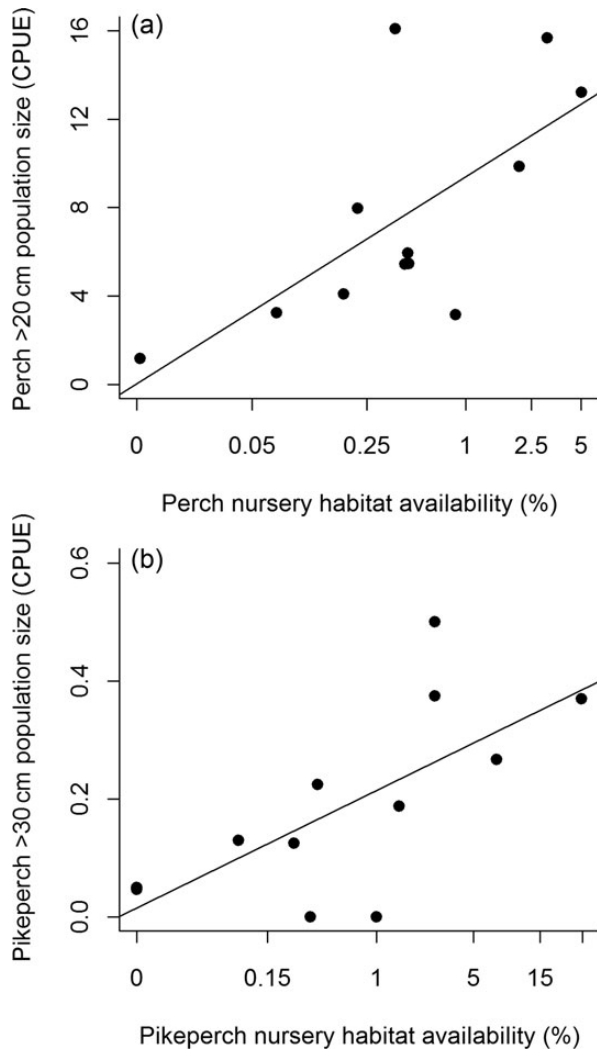 (a)
Perch >20 cm population size (CPUE)
16
12
8
4
0
0 0.05 0.25 1 2.5 5
Perch nursery habitat availability (%)
(b)
Pikeperch >30 cm population size (CPUE)
0.6
0.4
0.2
0.0
0 0.15 1 5 15
Pikeperch nursery habitat availability (%)